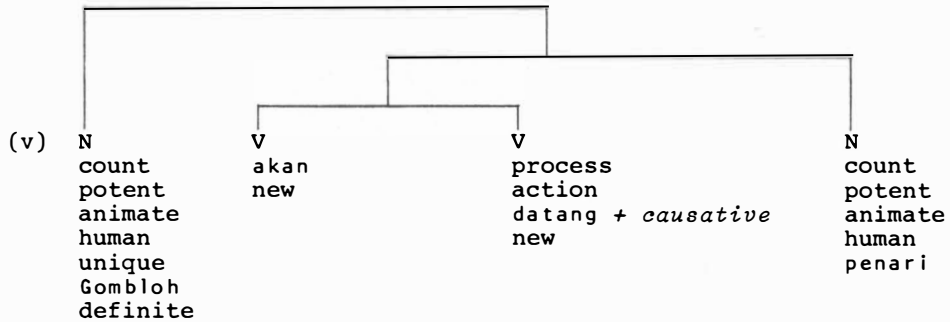 (v) N V V N
count akan process count
potent new action potent
animate datang + causative animate
human new human
unique penari
Gombloh
definite